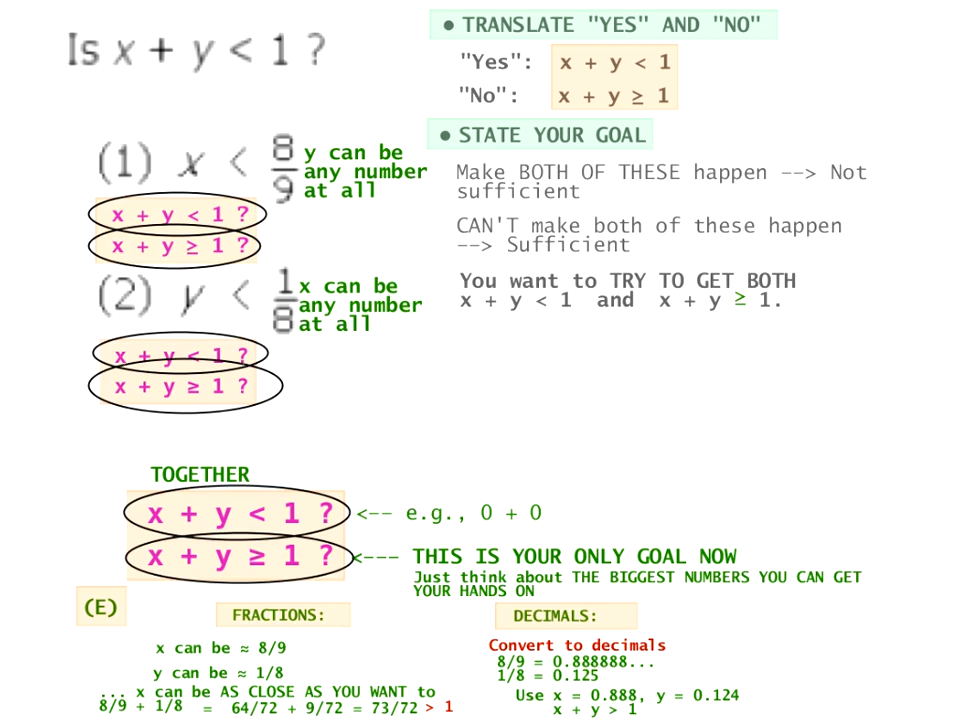 Is x + y < 1 ?
● TRANSLATE "YES" AND "NO"
"Yes": x + y < 1
"No": x + y ≥ 1
● STATE YOUR GOAL
Make BOTH OF THESE happen ––> Not
sufficient
CAN'T make both of these happen
––> Sufficient
You want to TRY TO GET BOTH
x + y < 1 and x + y ≥ 1.
(1) x < 8/9
y can be
any number
at all
x + y < 1 ?
x + y ≥ 1 ?
(2) y < 1/8
x can be
any number
at all
x + y < 1 ?
x + y ≥ 1 ?
TOGETHER
x + y < 1 ? <–– e.g., 0 + 0
x + y ≥ 1 ? <––– THIS IS YOUR ONLY GOAL NOW
Just think about THE BIGGEST NUMBERS YOU CAN GET
YOUR HANDS ON
(E)
FRACTIONS:
x can be ≈ 8/9
y can be ≈ 1/8
... x can be AS CLOSE AS YOU WANT to
8/9 + 1/8 = 64/72 + 9/72 = 73/72 > 1
DECIMALS:
Convert to decimals
8/9 = 0.888888...
1/8 = 0.125
Use x = 0.888, y = 0.124
x + y > 1